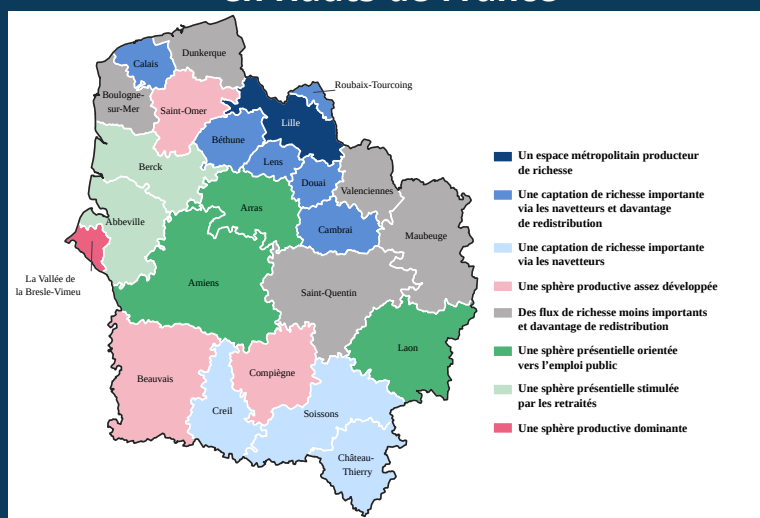 en Hauts-de-France
Dunkerque
Calais
Roubaix-Tourcoing
Boulogne-
sur-Mer
Saint-Omer
Lille
Béthune
Berck
Lens
Douai
Valenciennes
Arras
Abbeville
Cambrai
Maubeuge
La Vallée de
la Bresle-Vimeu
Amiens
Saint-Quentin
Laon
Beauvais
Compiègne
Creil
Soissons
Château-
Thierry
Un espace métropolitain producteur
de richesse
Une captation de richesse importante
via les navetteurs et davantage
de redistribution
Une captation de richesse importante
via les navetteurs
Une sphère productive assez développée
Des flux de richesse moins importants
et davantage de redistribution
Une sphère présentielle orientée
vers l'emploi public
Une sphère présentielle stimulée
par les retraités
Une sphère productive dominante